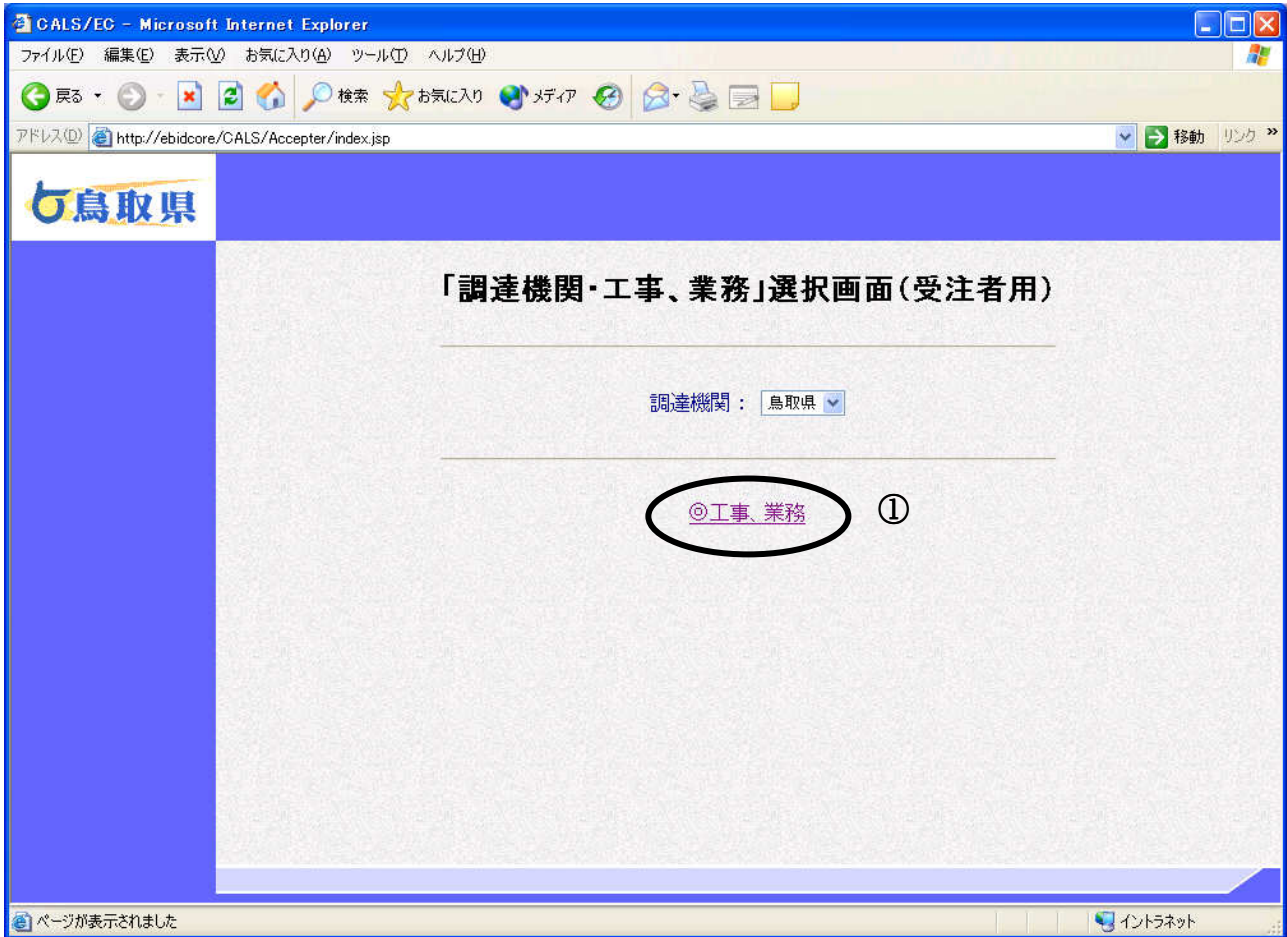 CALS/EC - Microsoft Internet Explorer
ファイル(F) 編集(E) 表示(V) お気に入り(A) ツール(T) ヘルプ(H)
戻る 検索 お気に入り メディア
アドレス(D) http://ebidcore/CALS/Accepter/index.jsp 移動 リンク »
鳥取県
「調達機関・工事、業務」選択画面(受注者用)
調達機関： 鳥取県
◎工事、業務 ①
ページが表示されました イントラネット